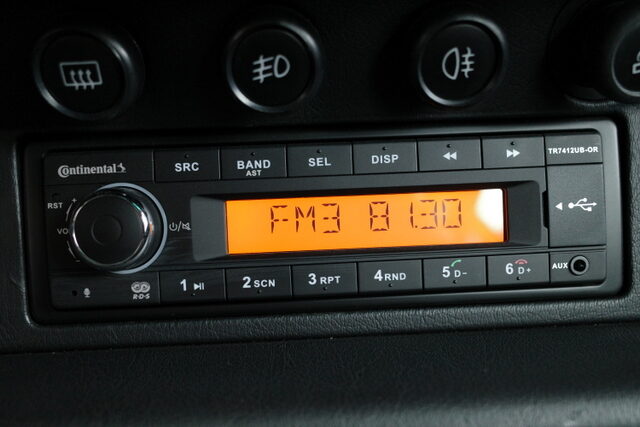 Continental
SRC
BAND
AST
SEL
DISP
TR7412UB-OR
RST
VOL
FM3 81.30
AUX
R·D·S
1
2 SCN
3 RPT
4 RND
5 D-
6 D+